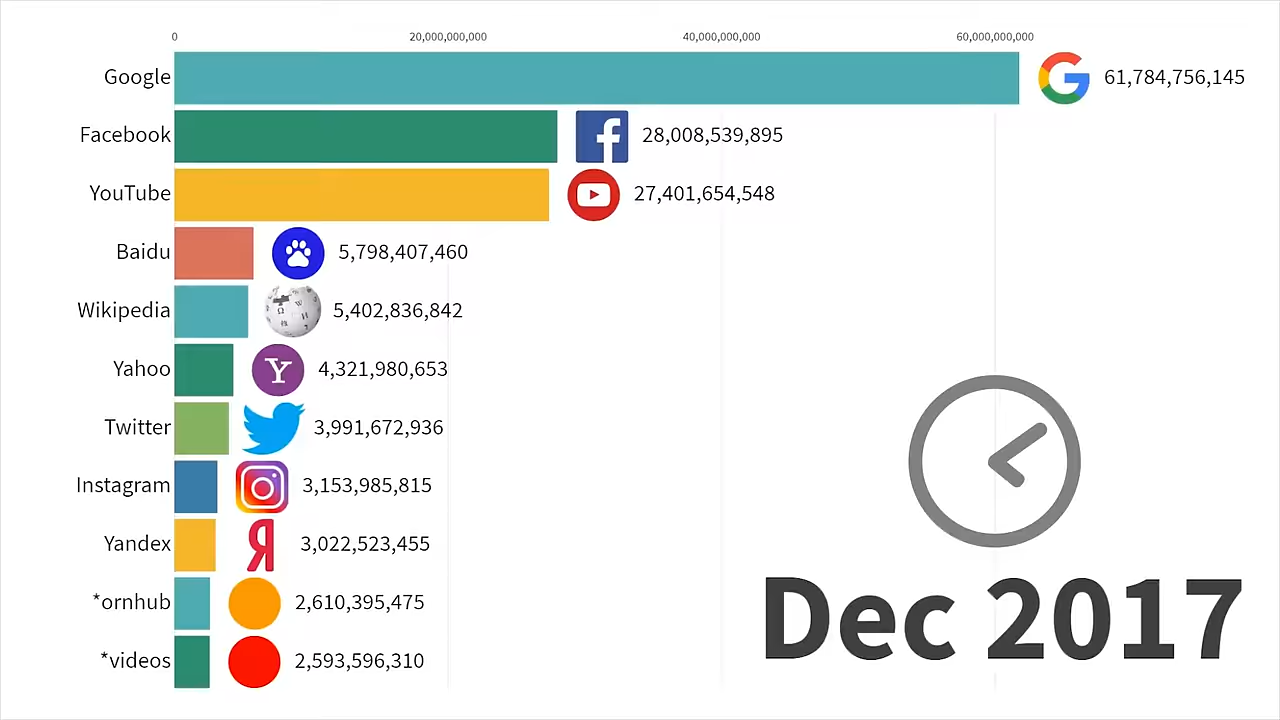 0 20,000,000,000 40,000,000,000 60,000,000,000
Google 61,784,756,145
Facebook 28,008,539,895
YouTube 27,401,654,548
Baidu 5,798,407,460
Wikipedia 5,402,836,842
Yahoo 4,321,980,653
Twitter 3,991,672,936
Instagram 3,153,985,815
Yandex Я 3,022,523,455
*ornhub 2,610,395,475
*videos 2,593,596,310
Dec 2017